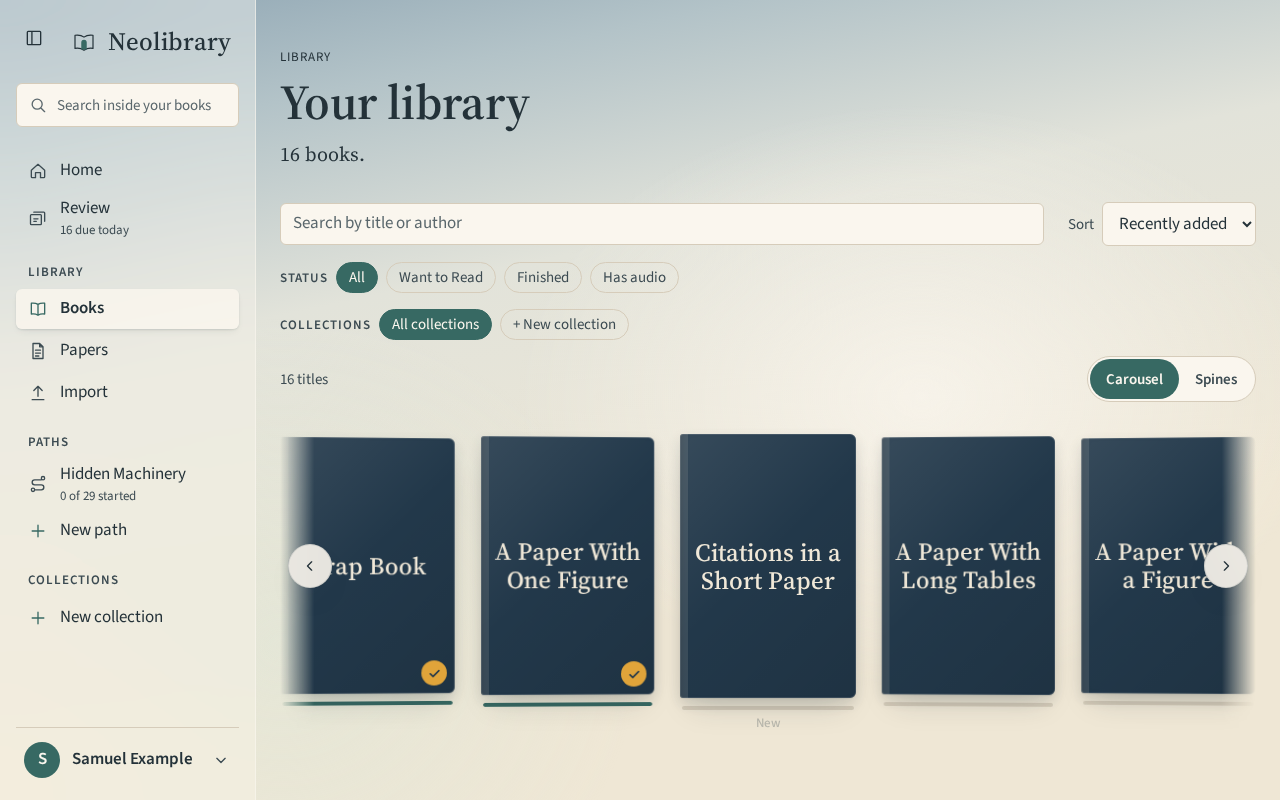 Neolibrary
Search inside your books
Home
Review
16 due today
LIBRARY
Books
Papers
Import
PATHS
Hidden Machinery
0 of 29 started
New path
COLLECTIONS
New collection
S Samuel Example
LIBRARY
Your library
16 books.
Search by title or author
Sort Recently added
STATUS All Want to Read Finished Has audio
COLLECTIONS All collections + New collection
16 titles
Carousel Spines
Book
A Paper With
One Figure
Citations in a
Short Paper
New
A Paper With
Long Tables
A Paper
a Figure